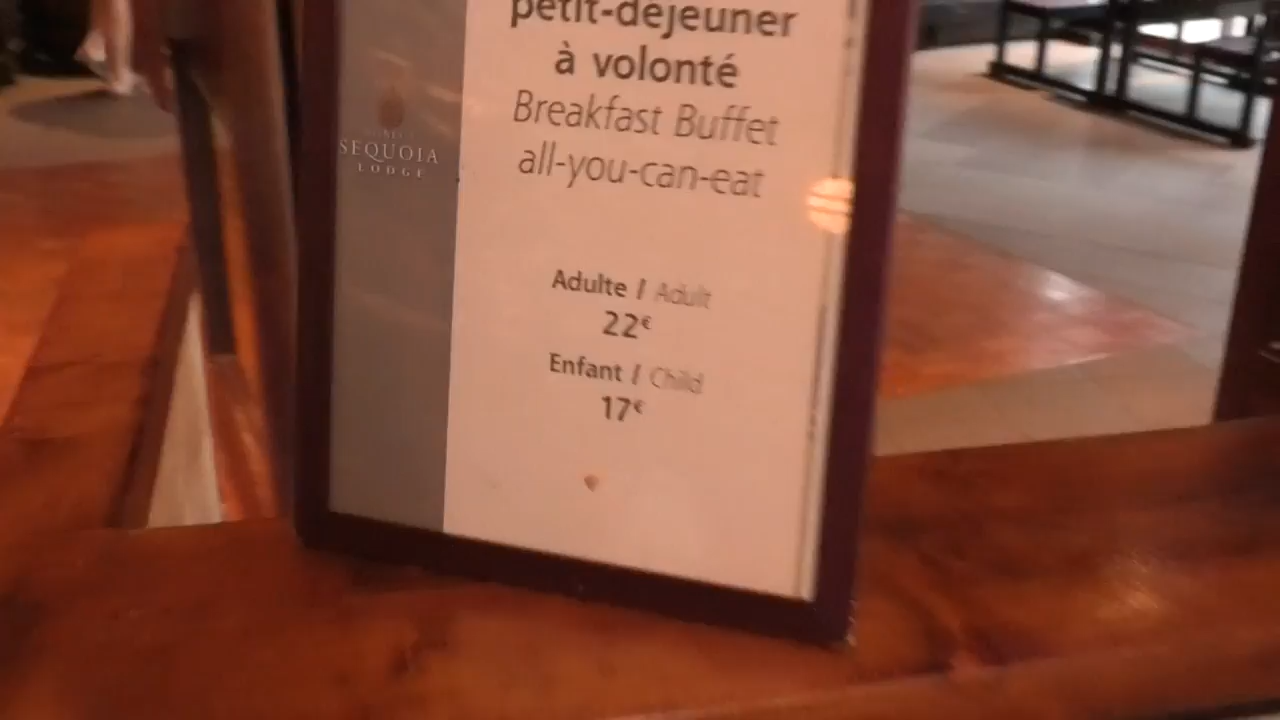 petit-déjeuner
à volonté
Breakfast Buffet
all-you-can-eat
SEQUOIA
LODGE
Adulte / Adult
22€
Enfant / Child
17€